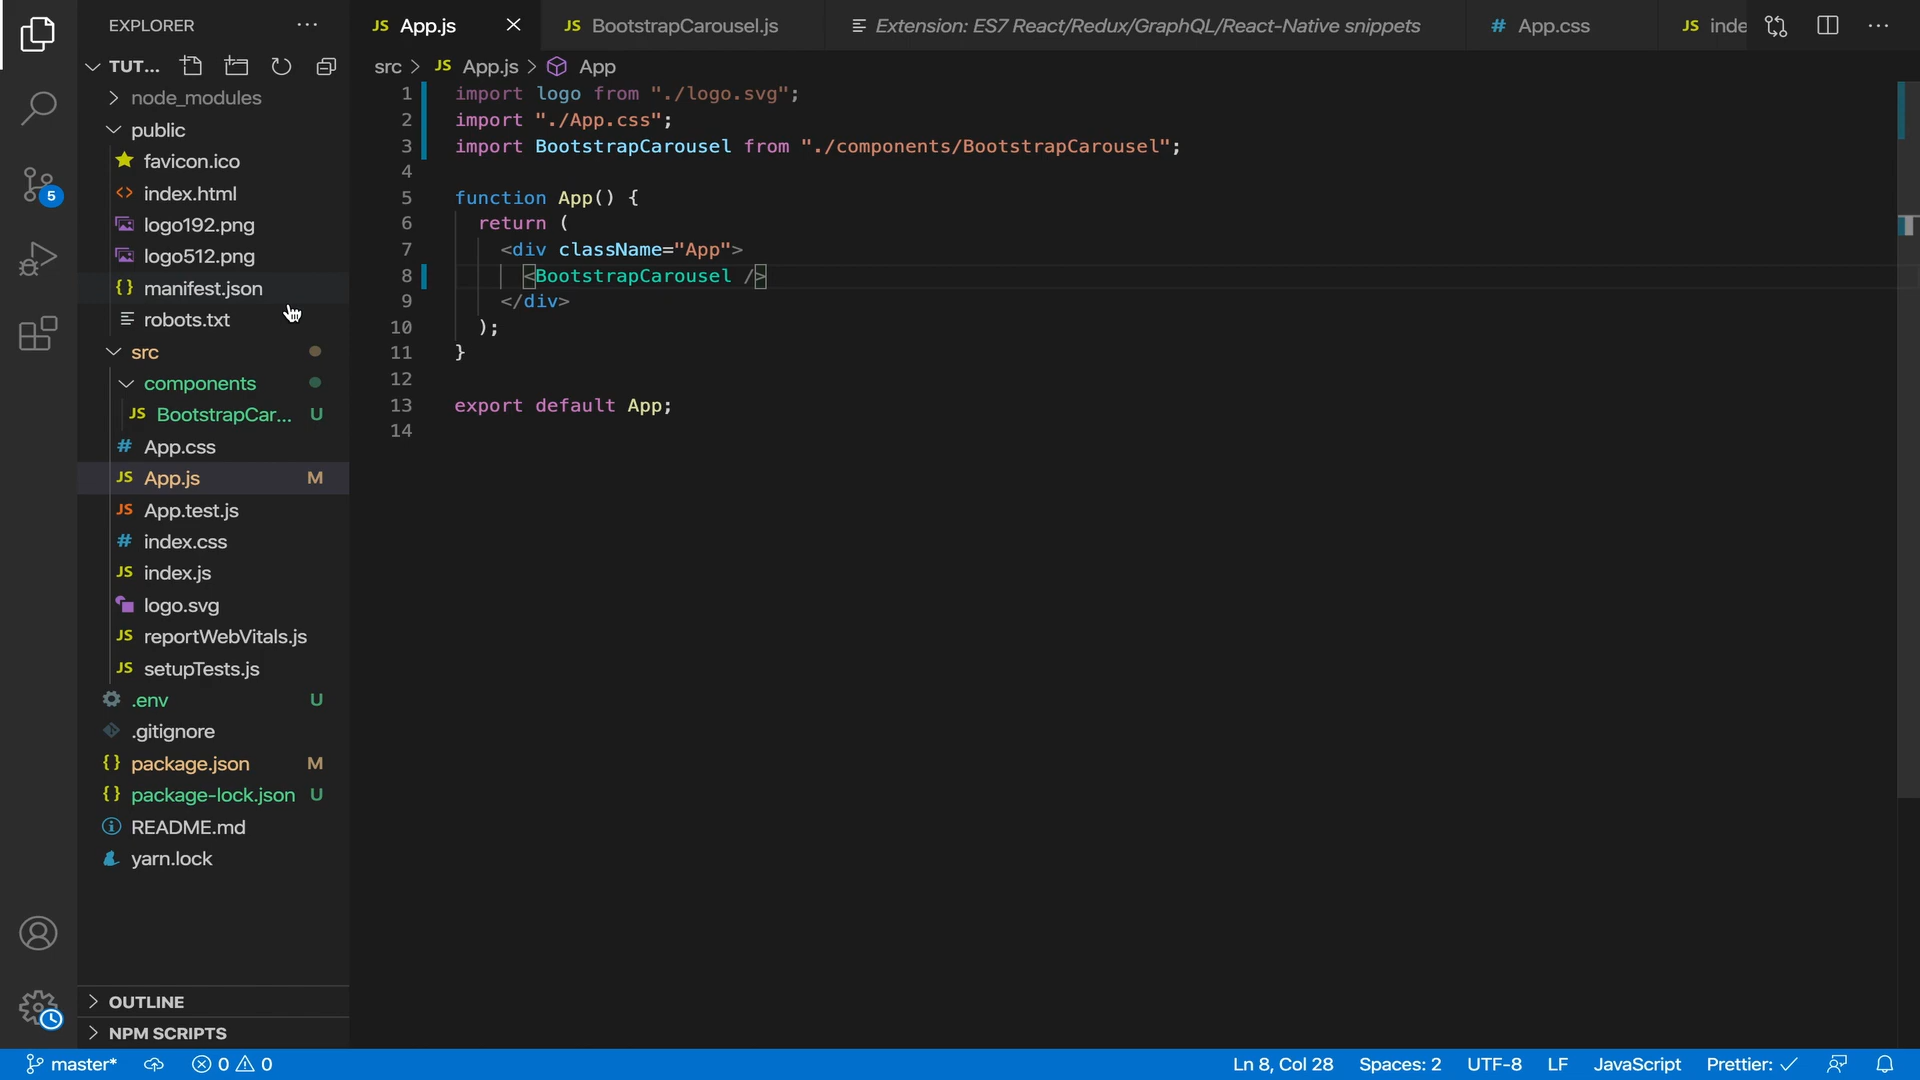 EXPLORER
TUT...
node_modules
public
favicon.ico
index.html
logo192.png
logo512.png
manifest.json
robots.txt
src
components
JS BootstrapCar... U
# App.css
JS App.js M
JS App.test.js
# index.css
JS index.js
logo.svg
JS reportWebVitals.js
JS setupTests.js
.env U
.gitignore
{} package.json M
{} package-lock.json U
README.md
yarn.lock
OUTLINE
NPM SCRIPTS
5
JS App.js
JS BootstrapCarousel.js
Extension: ES7 React/Redux/GraphQL/React-Native snippets
# App.css
JS inde
src > JS App.js > App
1 import logo from "./logo.svg";
2 import "./App.css";
3 import BootstrapCarousel from "./components/BootstrapCarousel";
4
5 function App() {
6 return (
7 <div className="App">
8 <BootstrapCarousel />
9 </div>
10 );
11 }
12
13 export default App;
14
master* 0 0 Ln 8, Col 28 Spaces: 2 UTF-8 LF JavaScript Prettier: ✓